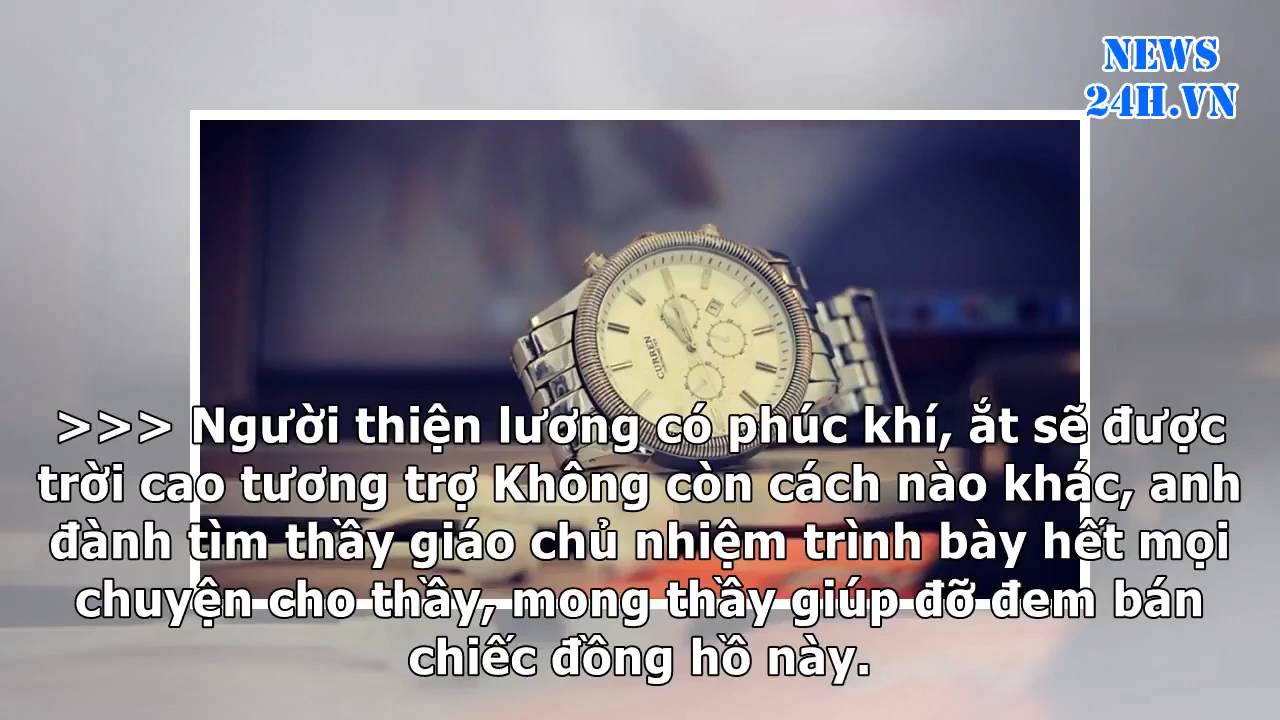 NEWS
24H.VN
CURREN
>>> Người thiện lương có phúc khí, ắt sẽ được
trời cao tương trợ Không còn cách nào khác, anh
đành tìm thầy giáo chủ nhiệm trình bày hết mọi
chuyện cho thầy, mong thầy giúp đỡ đem bán
chiếc đồng hồ này.